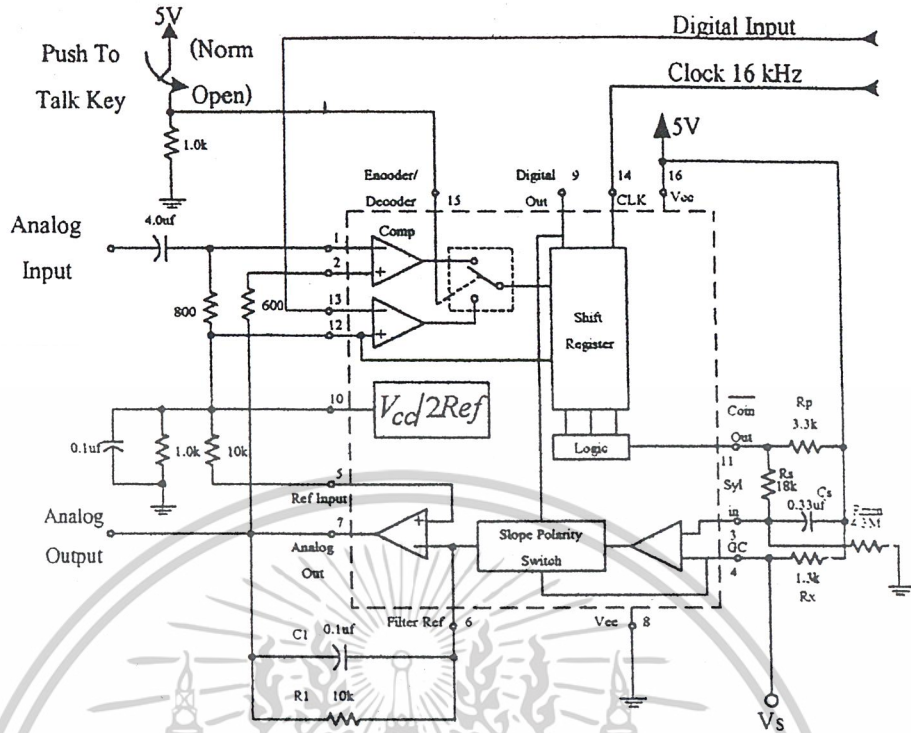 5V
Push To
(Norm
Talk Key
Open)
1.0k
Digital Input
Clock 16 kHz
5V
Encoder/
Decoder
15
Digital
Out
9
14
CLK
16
Vcc
4.0uf
Analog
Input
1
2
13
12
Comp
800
600
Shift
Register
10
Vcc/2Ref
0.1uf
1.0k
10k
Logic
Coin
Out
11
Rp
3.3k
Rs
18k
Cs
0.33uf
Syl
in
3
GC
4
1.3k
Rx
5
Ref Input
Analog
Output
7
Analog
Out
Slope Polarity
Switch
Filter Ref
6
Vee
8
C1
0.1uf
R1
10k
Vs